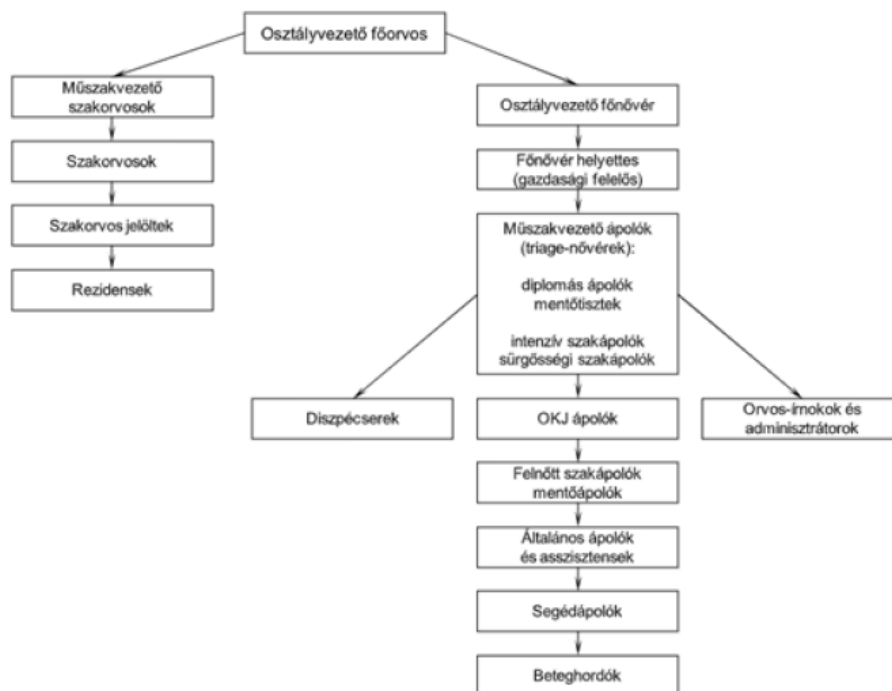 Osztályvezető főorvos
Műszakvezető
szakorvosok
Osztályvezető főnővér
Szakorvosok
Főnővér helyettes
(gazdasági felelős)
Szakorvos jelöltek
Műszakvezető ápolók
(triage-nővérek):
diplomás ápolók
mentőtisztek
intenzív szakápolók
sürgősségi szakápolók
Rezidensek
Diszpécserek
OKJ ápolók
Orvos-írnokok és
adminisztrátorok
Felnőtt szakápolók
mentőápolók
Általános ápolók
és asszisztensek
Segédápolók
Beteghordók